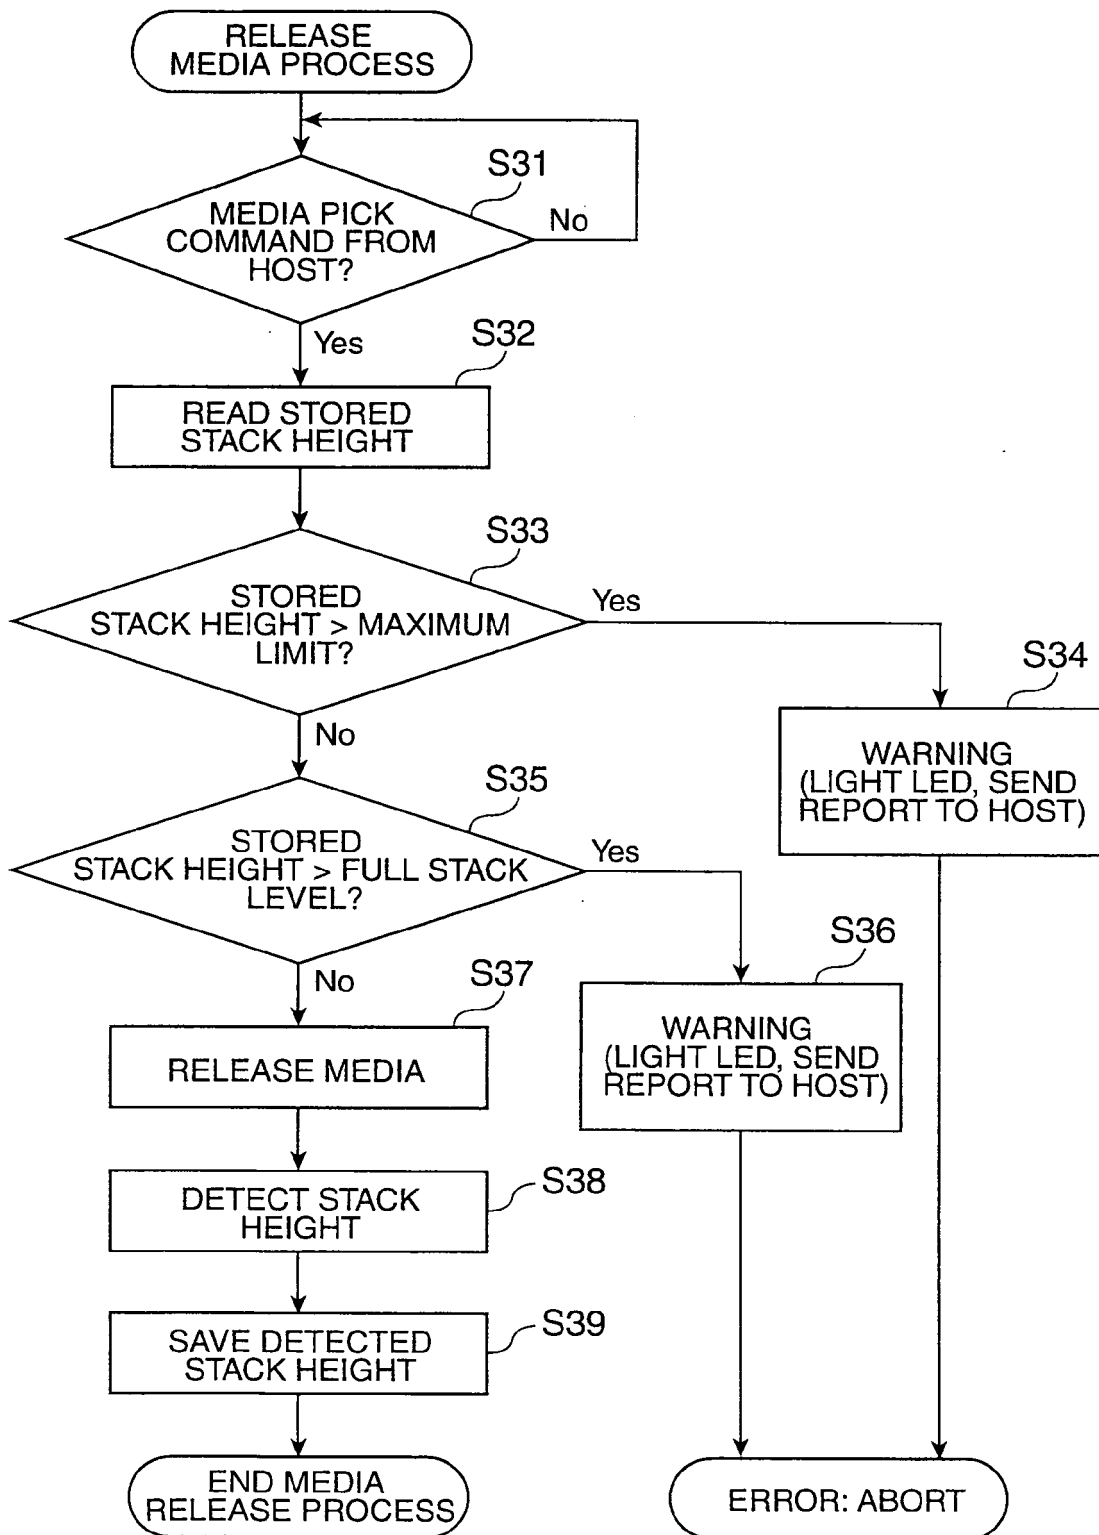 RELEASE
MEDIA PROCESS
S31
MEDIA PICK
COMMAND FROM
HOST?
No
Yes
S32
READ STORED
STACK HEIGHT
S33
STORED
STACK HEIGHT > MAXIMUM
LIMIT?
Yes
No
S34
WARNING
(LIGHT LED, SEND
REPORT TO HOST)
S35
STORED
STACK HEIGHT > FULL STACK
LEVEL?
Yes
No
S36
WARNING
(LIGHT LED, SEND
REPORT TO HOST)
S37
RELEASE MEDIA
S38
DETECT STACK
HEIGHT
S39
SAVE DETECTED
STACK HEIGHT
END MEDIA
RELEASE PROCESS
ERROR: ABORT